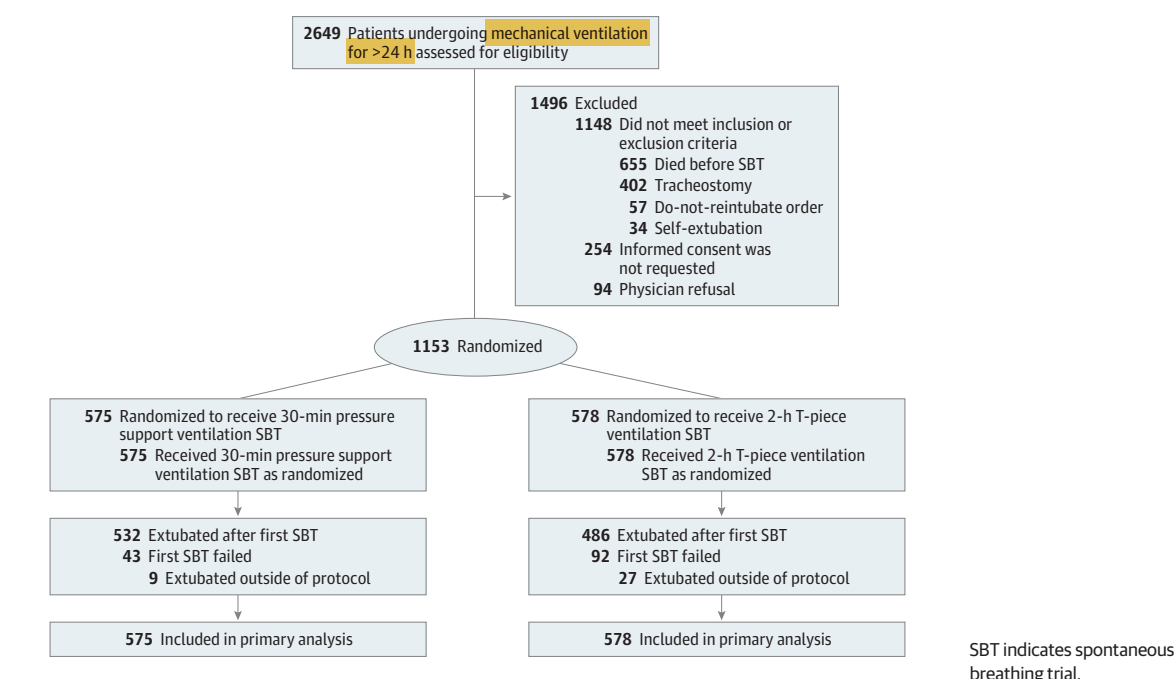 2649 Patients undergoing mechanical ventilation
for >24 h assessed for eligibility
1496 Excluded
1148 Did not meet inclusion or
exclusion criteria
655 Died before SBT
402 Tracheostomy
57 Do-not-reintubate order
34 Self-extubation
254 Informed consent was
not requested
94 Physician refusal
1153 Randomized
575 Randomized to receive 30-min pressure
support ventilation SBT
575 Received 30-min pressure support
ventilation SBT as randomized
578 Randomized to receive 2-h T-piece
ventilation SBT
578 Received 2-h T-piece ventilation
SBT as randomized
532 Extubated after first SBT
43 First SBT failed
9 Extubated outside of protocol
486 Extubated after first SBT
92 First SBT failed
27 Extubated outside of protocol
575 Included in primary analysis
578 Included in primary analysis
SBT indicates spontaneous
breathing trial.